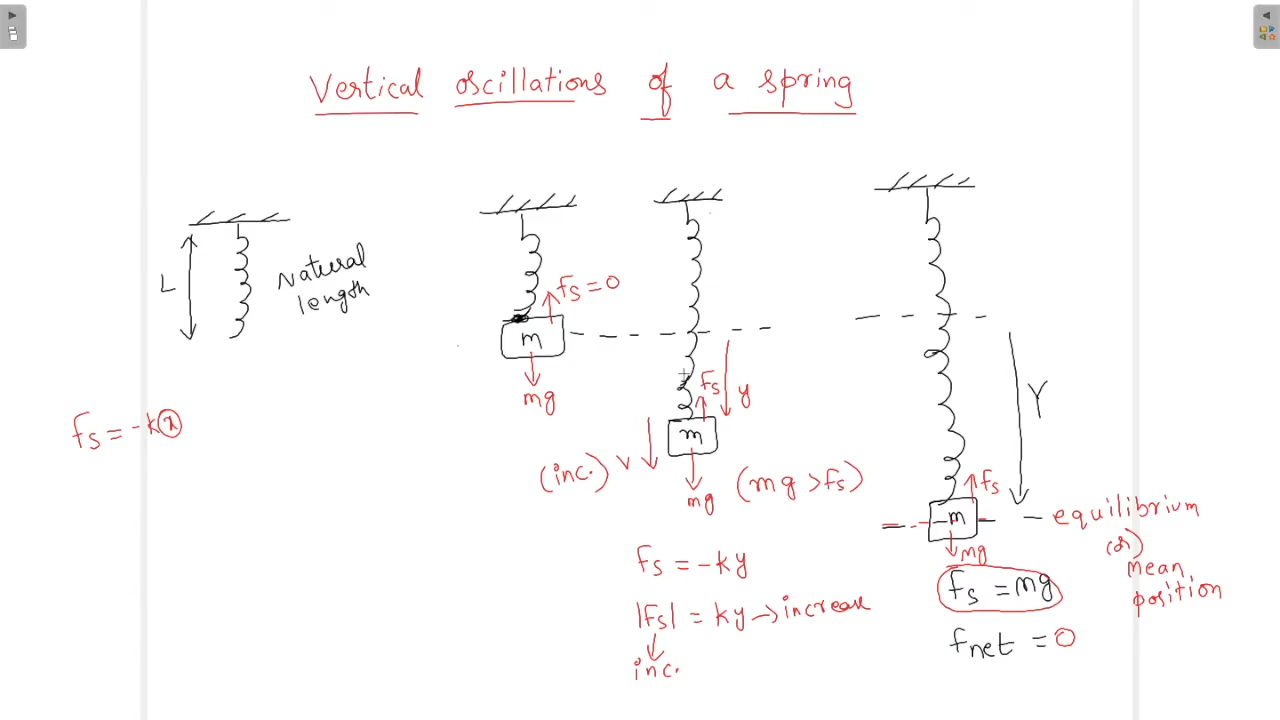 Vertical oscillations of a spring
L
Natural
length
fs = -kx
fs = 0
m
mg
fs
y
m
(inc.) v
mg
(mg > fs)
fs = -ky
|Fs| = ky → increase
inc.
Y
fs
m
mg
equilibrium
(or)
mean
position
fs = mg
fnet = 0